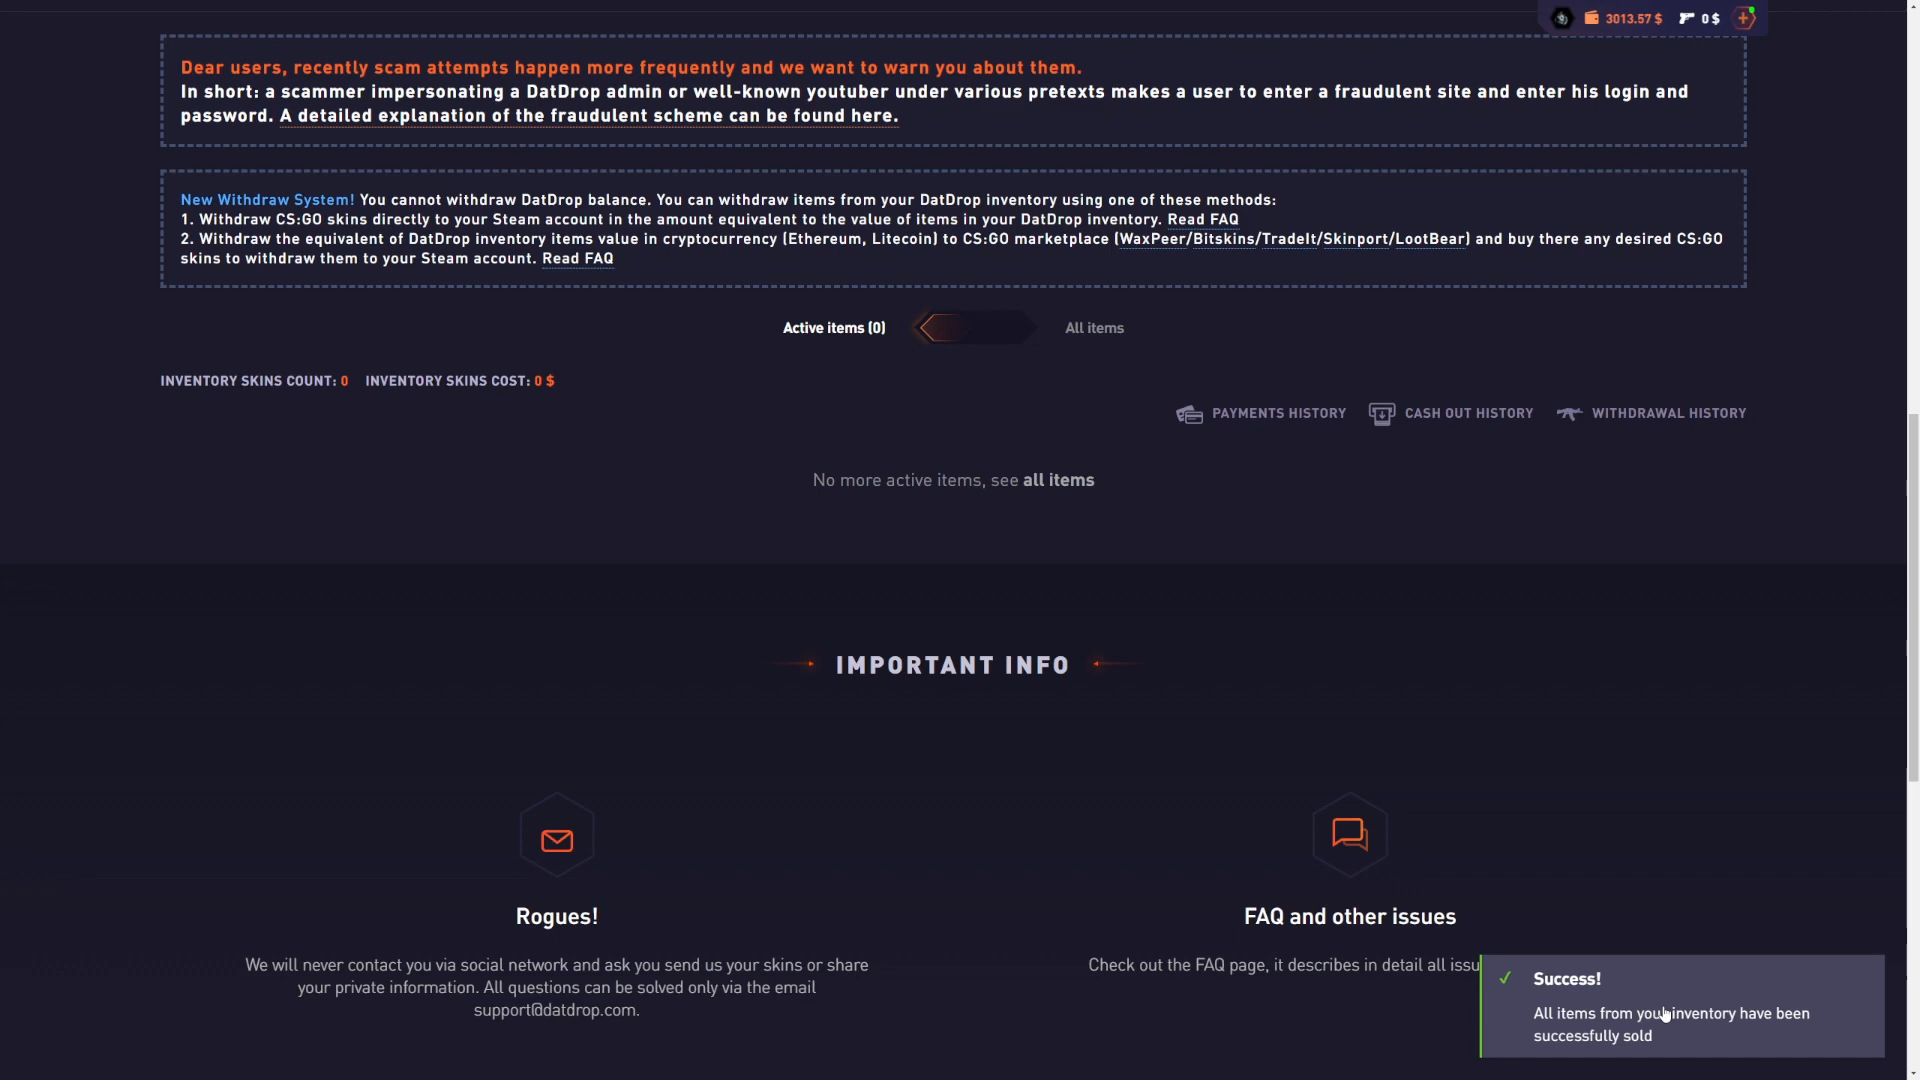 3013.57 $ 0 $
Dear users, recently scam attempts happen more frequently and we want to warn you about them.
In short: a scammer impersonating a DatDrop admin or well-known youtuber under various pretexts makes a user to enter a fraudulent site and enter his login and
password. A detailed explanation of the fraudulent scheme can be found here.
New Withdraw System! You cannot withdraw DatDrop balance. You can withdraw items from your DatDrop inventory using one of these methods:
1. Withdraw CS:GO skins directly to your Steam account in the amount equivalent to the value of items in your DatDrop inventory. Read FAQ
2. Withdraw the equivalent of DatDrop inventory items value in cryptocurrency (Ethereum, Litecoin) to CS:GO marketplace (WaxPeer/Bitskins/TradeIt/Skinport/LootBear) and buy there any desired CS:GO
skins to withdraw them to your Steam account. Read FAQ
Active items (0) All items
INVENTORY SKINS COUNT: 0 INVENTORY SKINS COST: 0 $
PAYMENTS HISTORY CASH OUT HISTORY WITHDRAWAL HISTORY
No more active items, see all items
IMPORTANT INFO
Rogues!
We will never contact you via social network and ask you send us your skins or share
your private information. All questions can be solved only via the email
support@datdrop.com.
FAQ and other issues
Check out the FAQ page, it describes in detail all issu
Success!
All items from your inventory have been
successfully sold